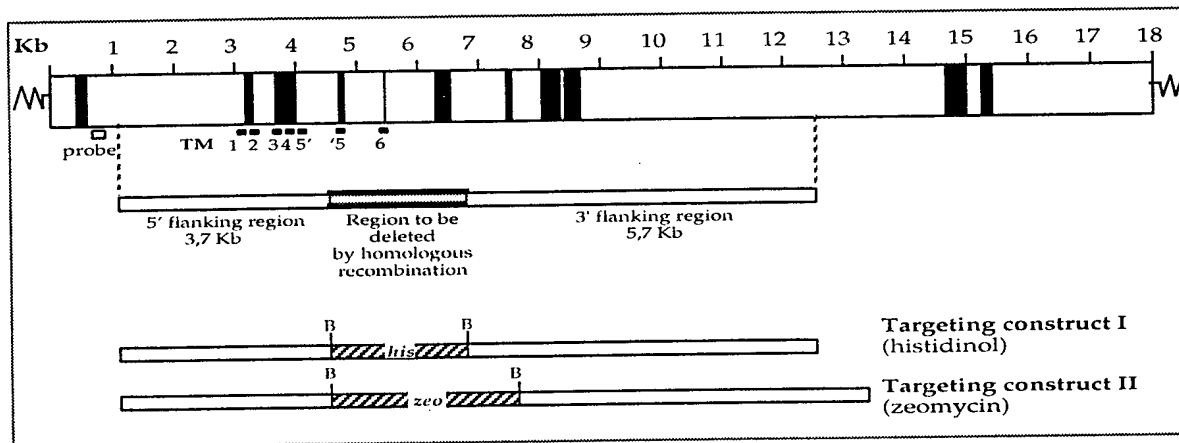 Kb 1 2 3 4 5 6 7 8 9 10 11 12 13 14 15 16 17 18
probe TM 1 2 3 4 5' '5 6
5' flanking region
3,7 Kb
Region to be
deleted
by homologous
recombination
3' flanking region
5,7 Kb
B B
his
Targeting construct I
(histidinol)
B B
zeo
Targeting construct II
(zeomycin)